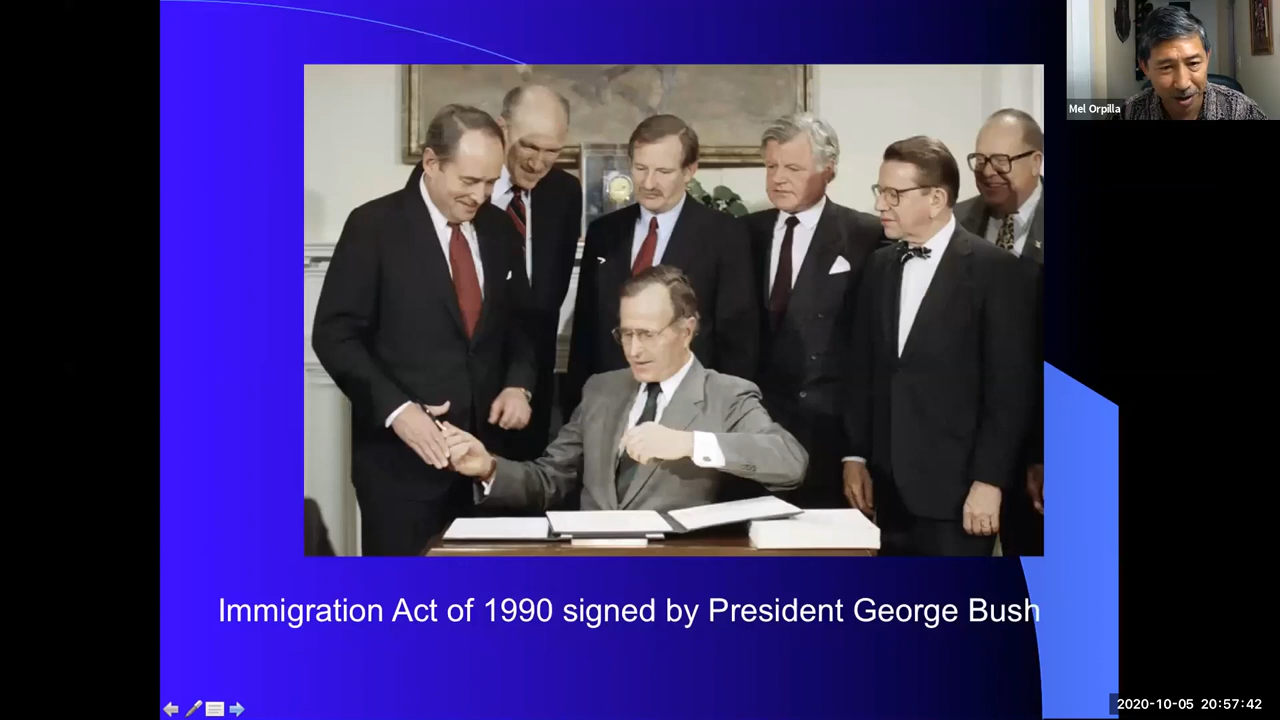 Mel Orpilla
Immigration Act of 1990 signed by President George Bush
2020-10-05 20:57:42